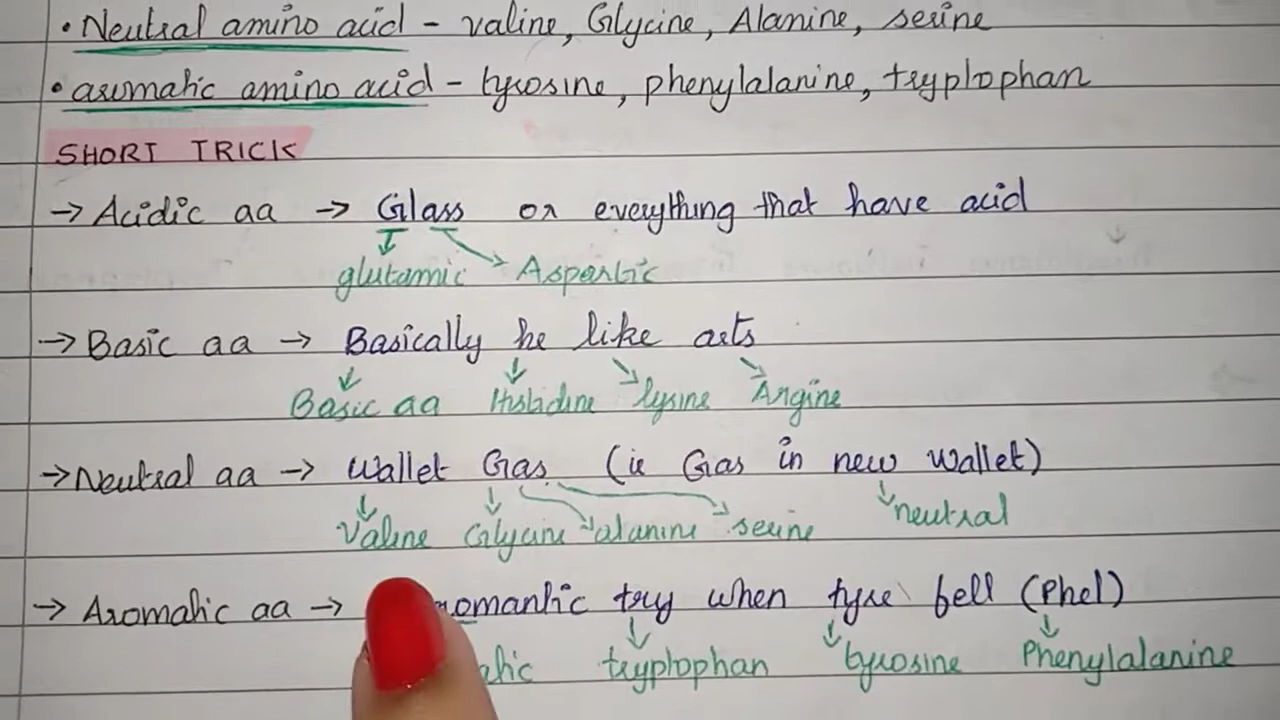 • Neutral amino acid - valine, Glycine, Alanine, serine
• aromatic amino acid - tyrosine, phenylalanine, tryptophan
SHORT TRICK
→ Acidic aa → Glass or everything that have acid
glutamic Aspartic
→ Basic aa → Basically he like arts
Basic aa Histidine lysine Argine
→ Neutral aa → Wallet Gas (ie Gas in new wallet)
Valine Glycine alanine serine neutral
→ Aromatic aa → romantic try when tyre fell (Phel)
atic tryptophan tyrosine Phenylalanine